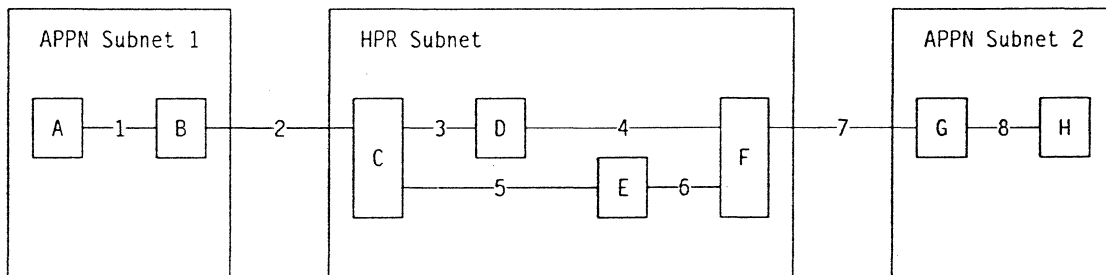 APPN Subnet 1
HPR Subnet
APPN Subnet 2
A 1 B 2 C 3 D 4 F 7 G 8 H
5 E 6